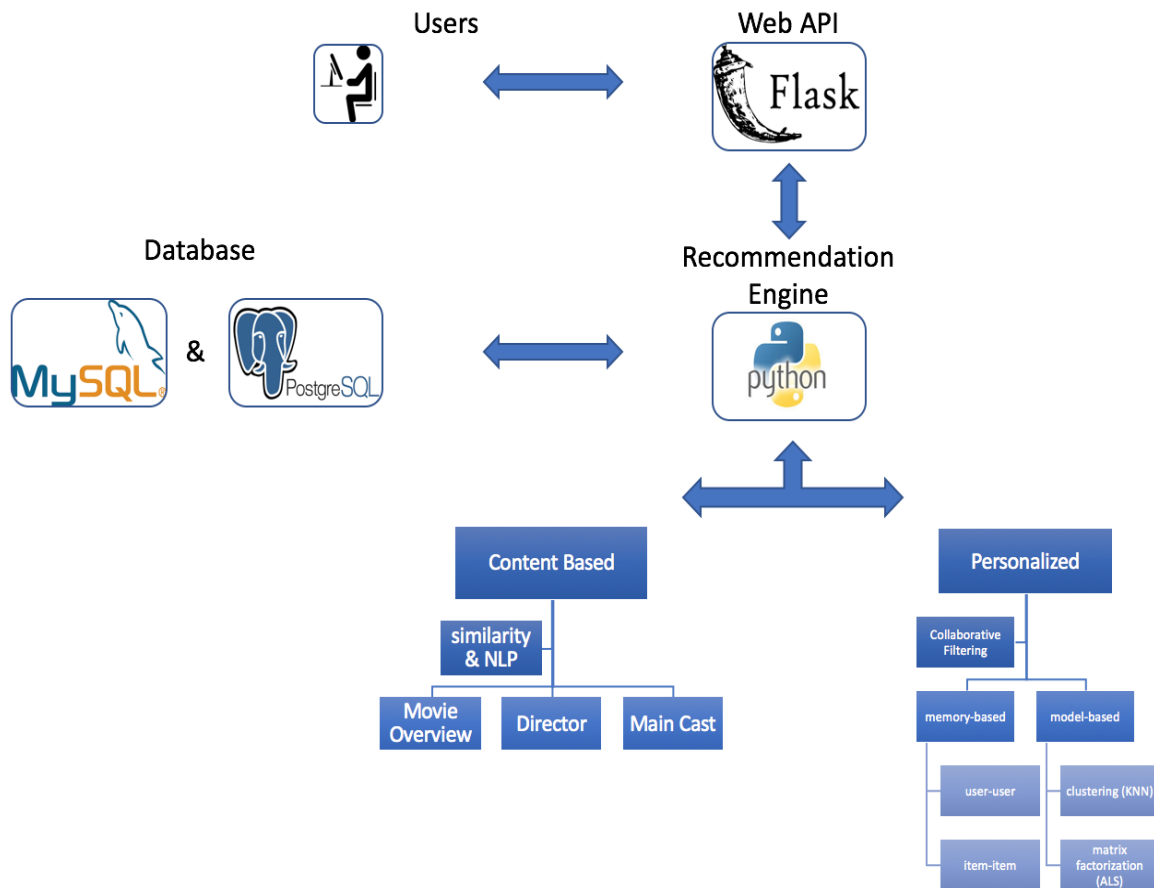 Users
Web API
Flask
Database
Recommendation
Engine
MySQL®
&
PostgreSQL
python
Content Based
similarity
& NLP
Movie
Overview
Director
Main Cast
Personalized
Collaborative
Filtering
memory-based
model-based
user-user
clustering (KNN)
item-item
matrix
factorization
(ALS)